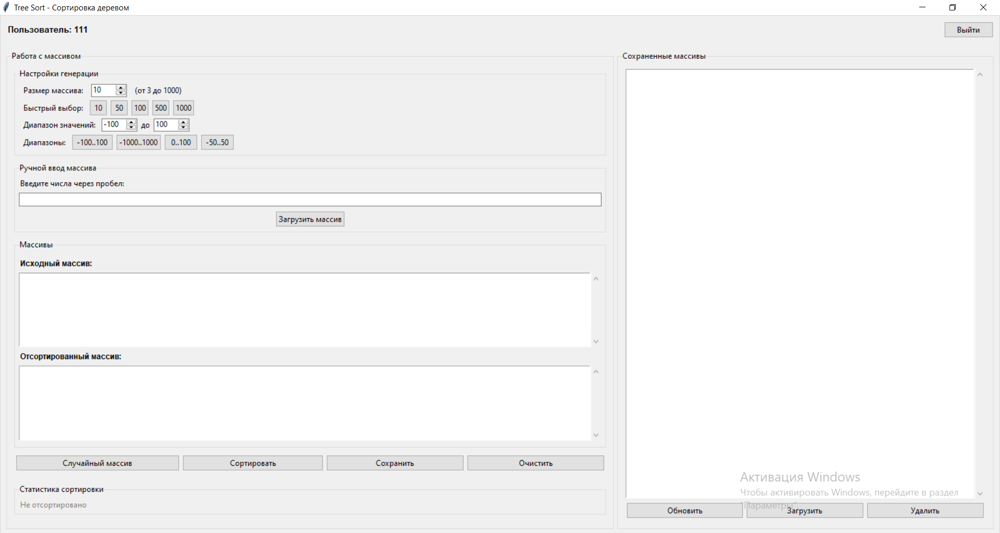 Tree Sort - Сортировка деревом
Пользователь: 111
Выйти
Работа с массивом
Настройки генерации
Размер массива: 10 (от 3 до 1000)
Быстрый выбор: 10 50 100 500 1000
Диапазон значений: -100 до 100
Диапазоны: -100..100 -1000..1000 0..100 -50..50
Ручной ввод массива
Введите числа через пробел:
Загрузить массив
Массивы
Исходный массив:
Отсортированный массив:
Случайный массив Сортировать Сохранить Очистить
Статистика сортировки
Не отсортировано
Сохраненные массивы
Активация Windows
Чтобы активировать Windows, перейдите в раздел
"Параметры".
Обновить Загрузить Удалить